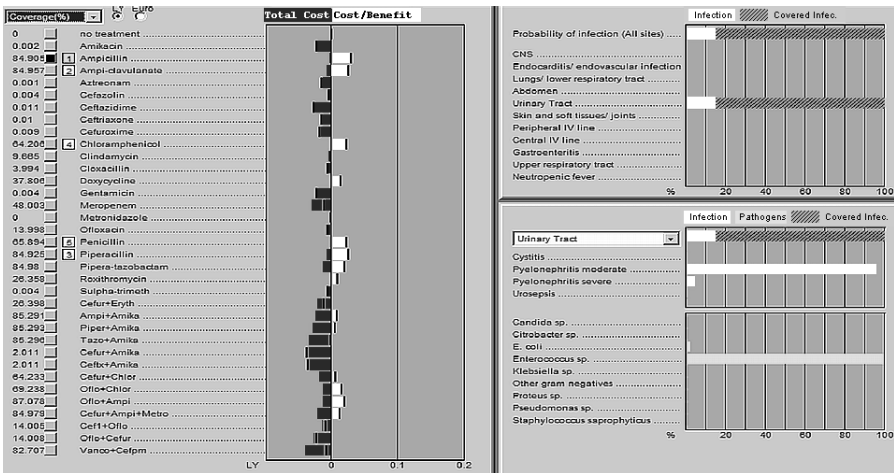 Coverage(%) LY Euro Total Cost Cost/Benefit
0 no treatment
0.002 Amikacin
84.905 1 Ampicillin
84.957 2 Ampi-clavulanate
0.001 Aztreonam
0.004 Cefazolin
0.011 Ceftazidime
0.01 Ceftriaxone
0.009 Cefuroxime
64.206 4 Chloramphenicol
9.665 Clindamycin
3.994 Cloxacillin
37.806 Doxycycline
0.004 Gentamicin
48.003 Meropenem
0 Metronidazole
13.998 Ofloxacin
65.894 5 Penicillin
84.925 3 Piperacillin
84.98 Pipera-tazobactam
26.358 Roxithromycin
0.004 Sulpha-trimeth
26.398 Cefur+Eryth
85.291 Ampi+Amika
85.293 Piper+Amika
85.296 Tazo+Amika
2.011 Cefur+Amika
2.011 Ceftx+Amika
64.233 Cefur+Chlor
69.238 Oflo+Chlor
87.078 Oflo+Ampi
84.978 Cefur+Ampi+Metro
14.005 Cef1+Oflo
14.008 Oflo+Cefur
82.707 Vanco+Cefpm
LY 0 0.1 0.2
Infection Covered Infec.
Probability of infection (All sites)
CNS
Endocarditis/ endovascular infection
Lungs/ lower respiratory tract
Abdomen
Urinary Tract
Skin and soft tissues/ joints
Peripheral IV line
Central IV line
Gastroenteritis
Upper respiratory tract
Neutropenic fever
% 20 40 60 80 100
Infection Pathogens Covered Infec.
Urinary Tract
Cystitis
Pyelonephritis moderate
Pyelonephritis severe
Urosepsis
Candida sp.
Citrobacter sp.
E. coli
Enterococcus sp.
Klebsiella sp.
Other gram negatives
Proteus sp.
Pseudomonas sp.
Staphylococcus saprophyticus
% 20 40 60 80 100